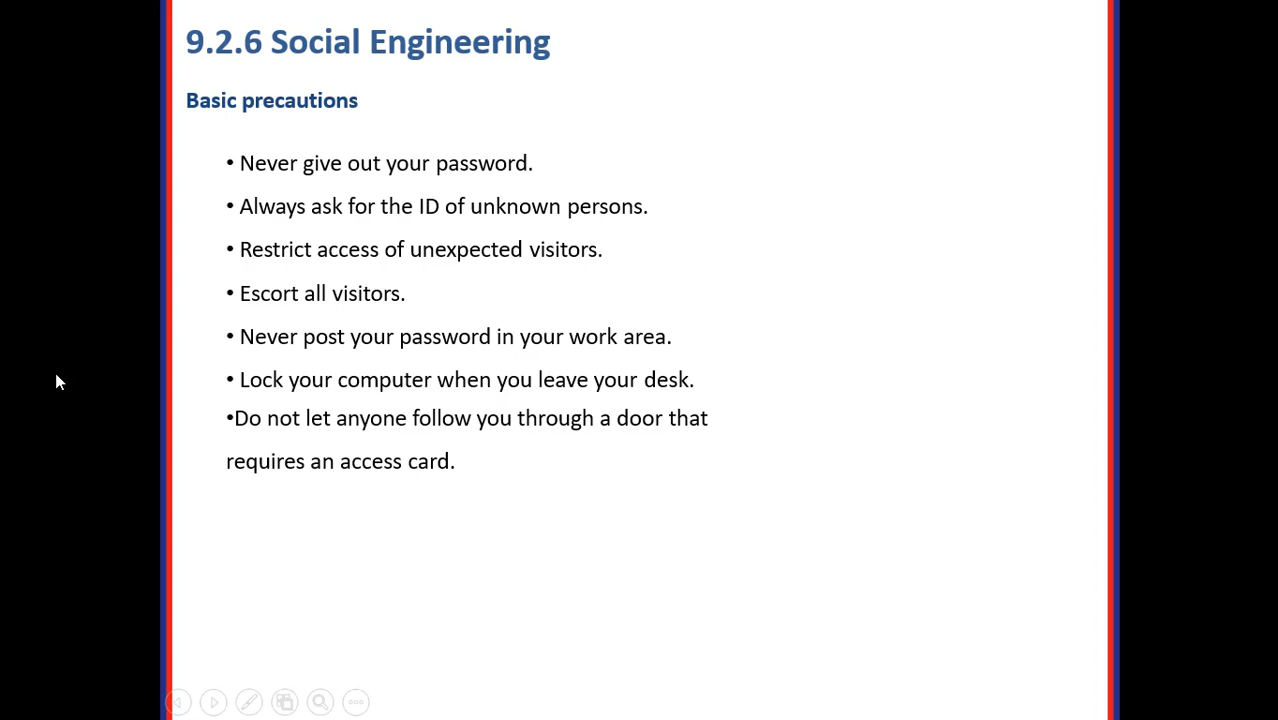 9.2.6 Social Engineering
Basic precautions
• Never give out your password.
• Always ask for the ID of unknown persons.
• Restrict access of unexpected visitors.
• Escort all visitors.
• Never post your password in your work area.
• Lock your computer when you leave your desk.
•Do not let anyone follow you through a door that
requires an access card.